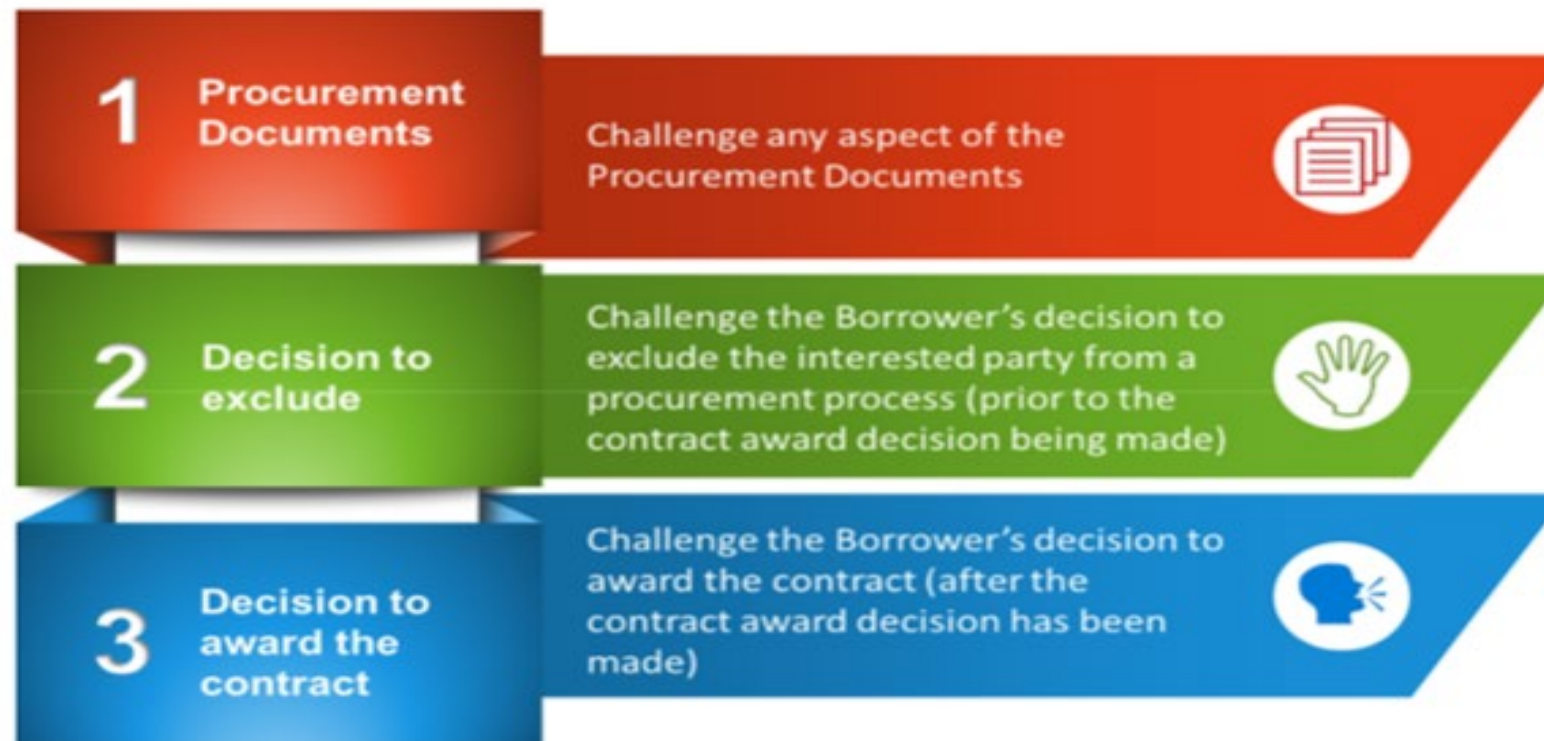 1
Procurement
Documents
Challenge any aspect of the
Procurement Documents
2
Decision to
exclude
Challenge the Borrower’s decision to
exclude the interested party from a
procurement process (prior to the
contract award decision being made)
3
Decision to
award the
contract
Challenge the Borrower’s decision to
award the contract (after the
contract award decision has been
made)